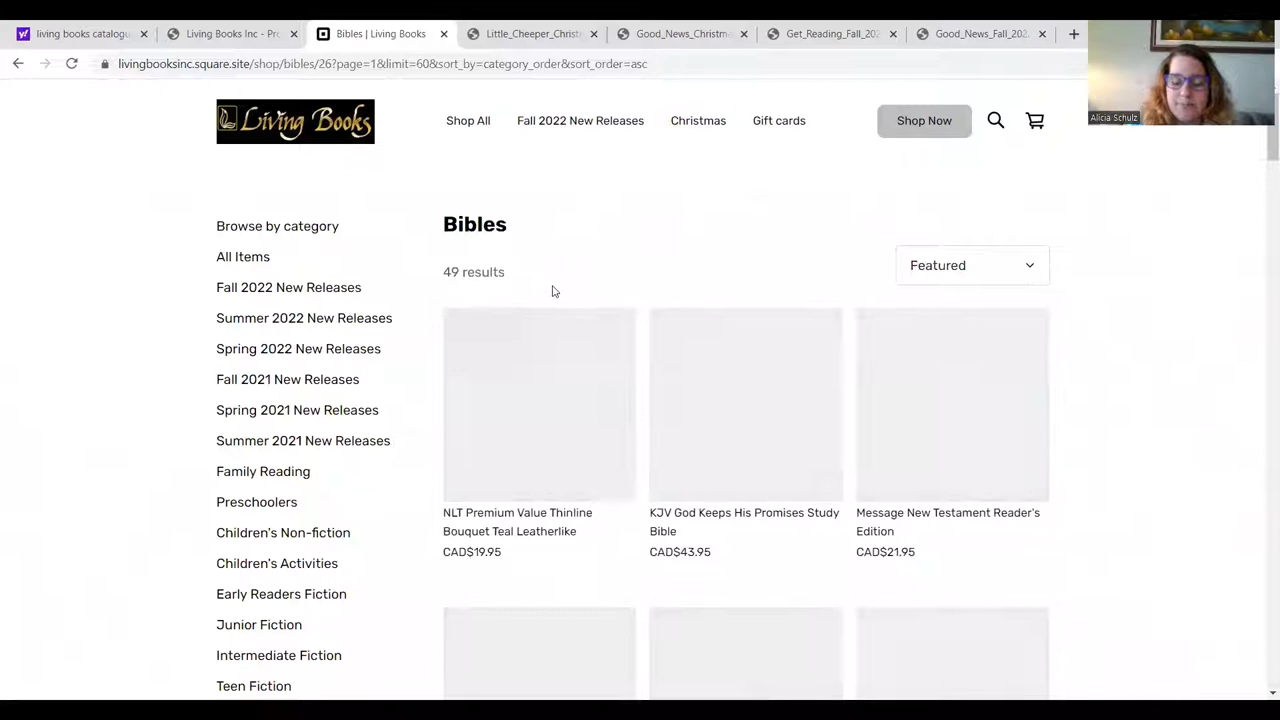 living books catalogu
Living Books Inc - Pr
Bibles | Living Books
Little_Cheeper_Christ
Good_News_Christm
Get_Reading_Fall_202
Good_News_Fall_202
livingbooksinc.square.site/shop/bibles/26?page=1&limit=60&sort_by=category_order&sort_order=asc
Alicia Schulz
Living Books
Shop All
Fall 2022 New Releases
Christmas
Gift cards
Shop Now
Browse by category
All Items
Fall 2022 New Releases
Summer 2022 New Releases
Spring 2022 New Releases
Fall 2021 New Releases
Spring 2021 New Releases
Summer 2021 New Releases
Family Reading
Preschoolers
Children's Non-fiction
Children's Activities
Early Readers Fiction
Junior Fiction
Intermediate Fiction
Teen Fiction
Bibles
49 results
Featured
NLT Premium Value Thinline
Bouquet Teal Leatherlike
CAD$19.95
KJV God Keeps His Promises Study
Bible
CAD$43.95
Message New Testament Reader's
Edition
CAD$21.95